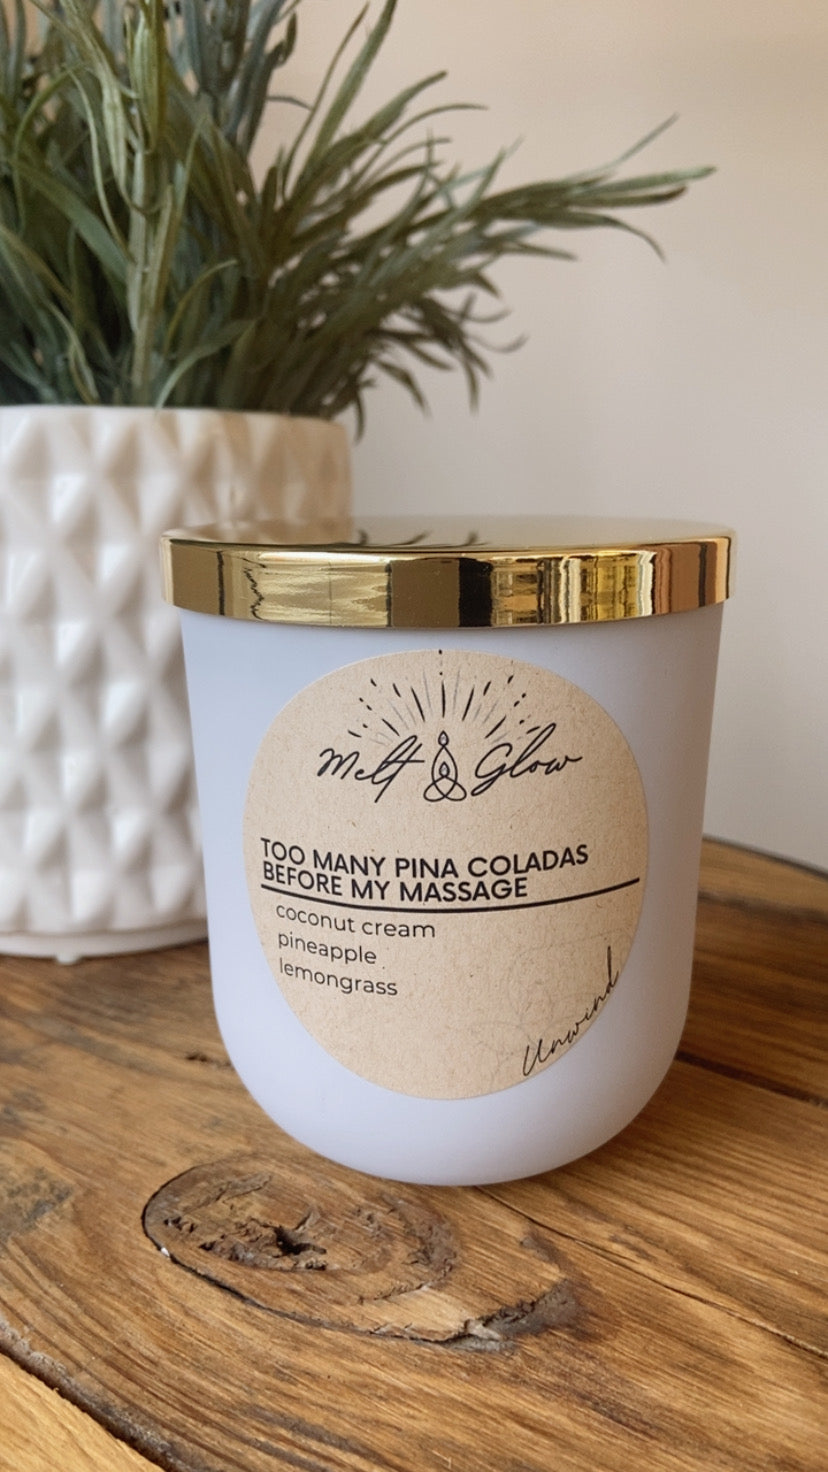 Melt & Glow
TOO MANY PINA COLADAS
BEFORE MY MASSAGE
coconut cream
pineapple
lemongrass
Unwind